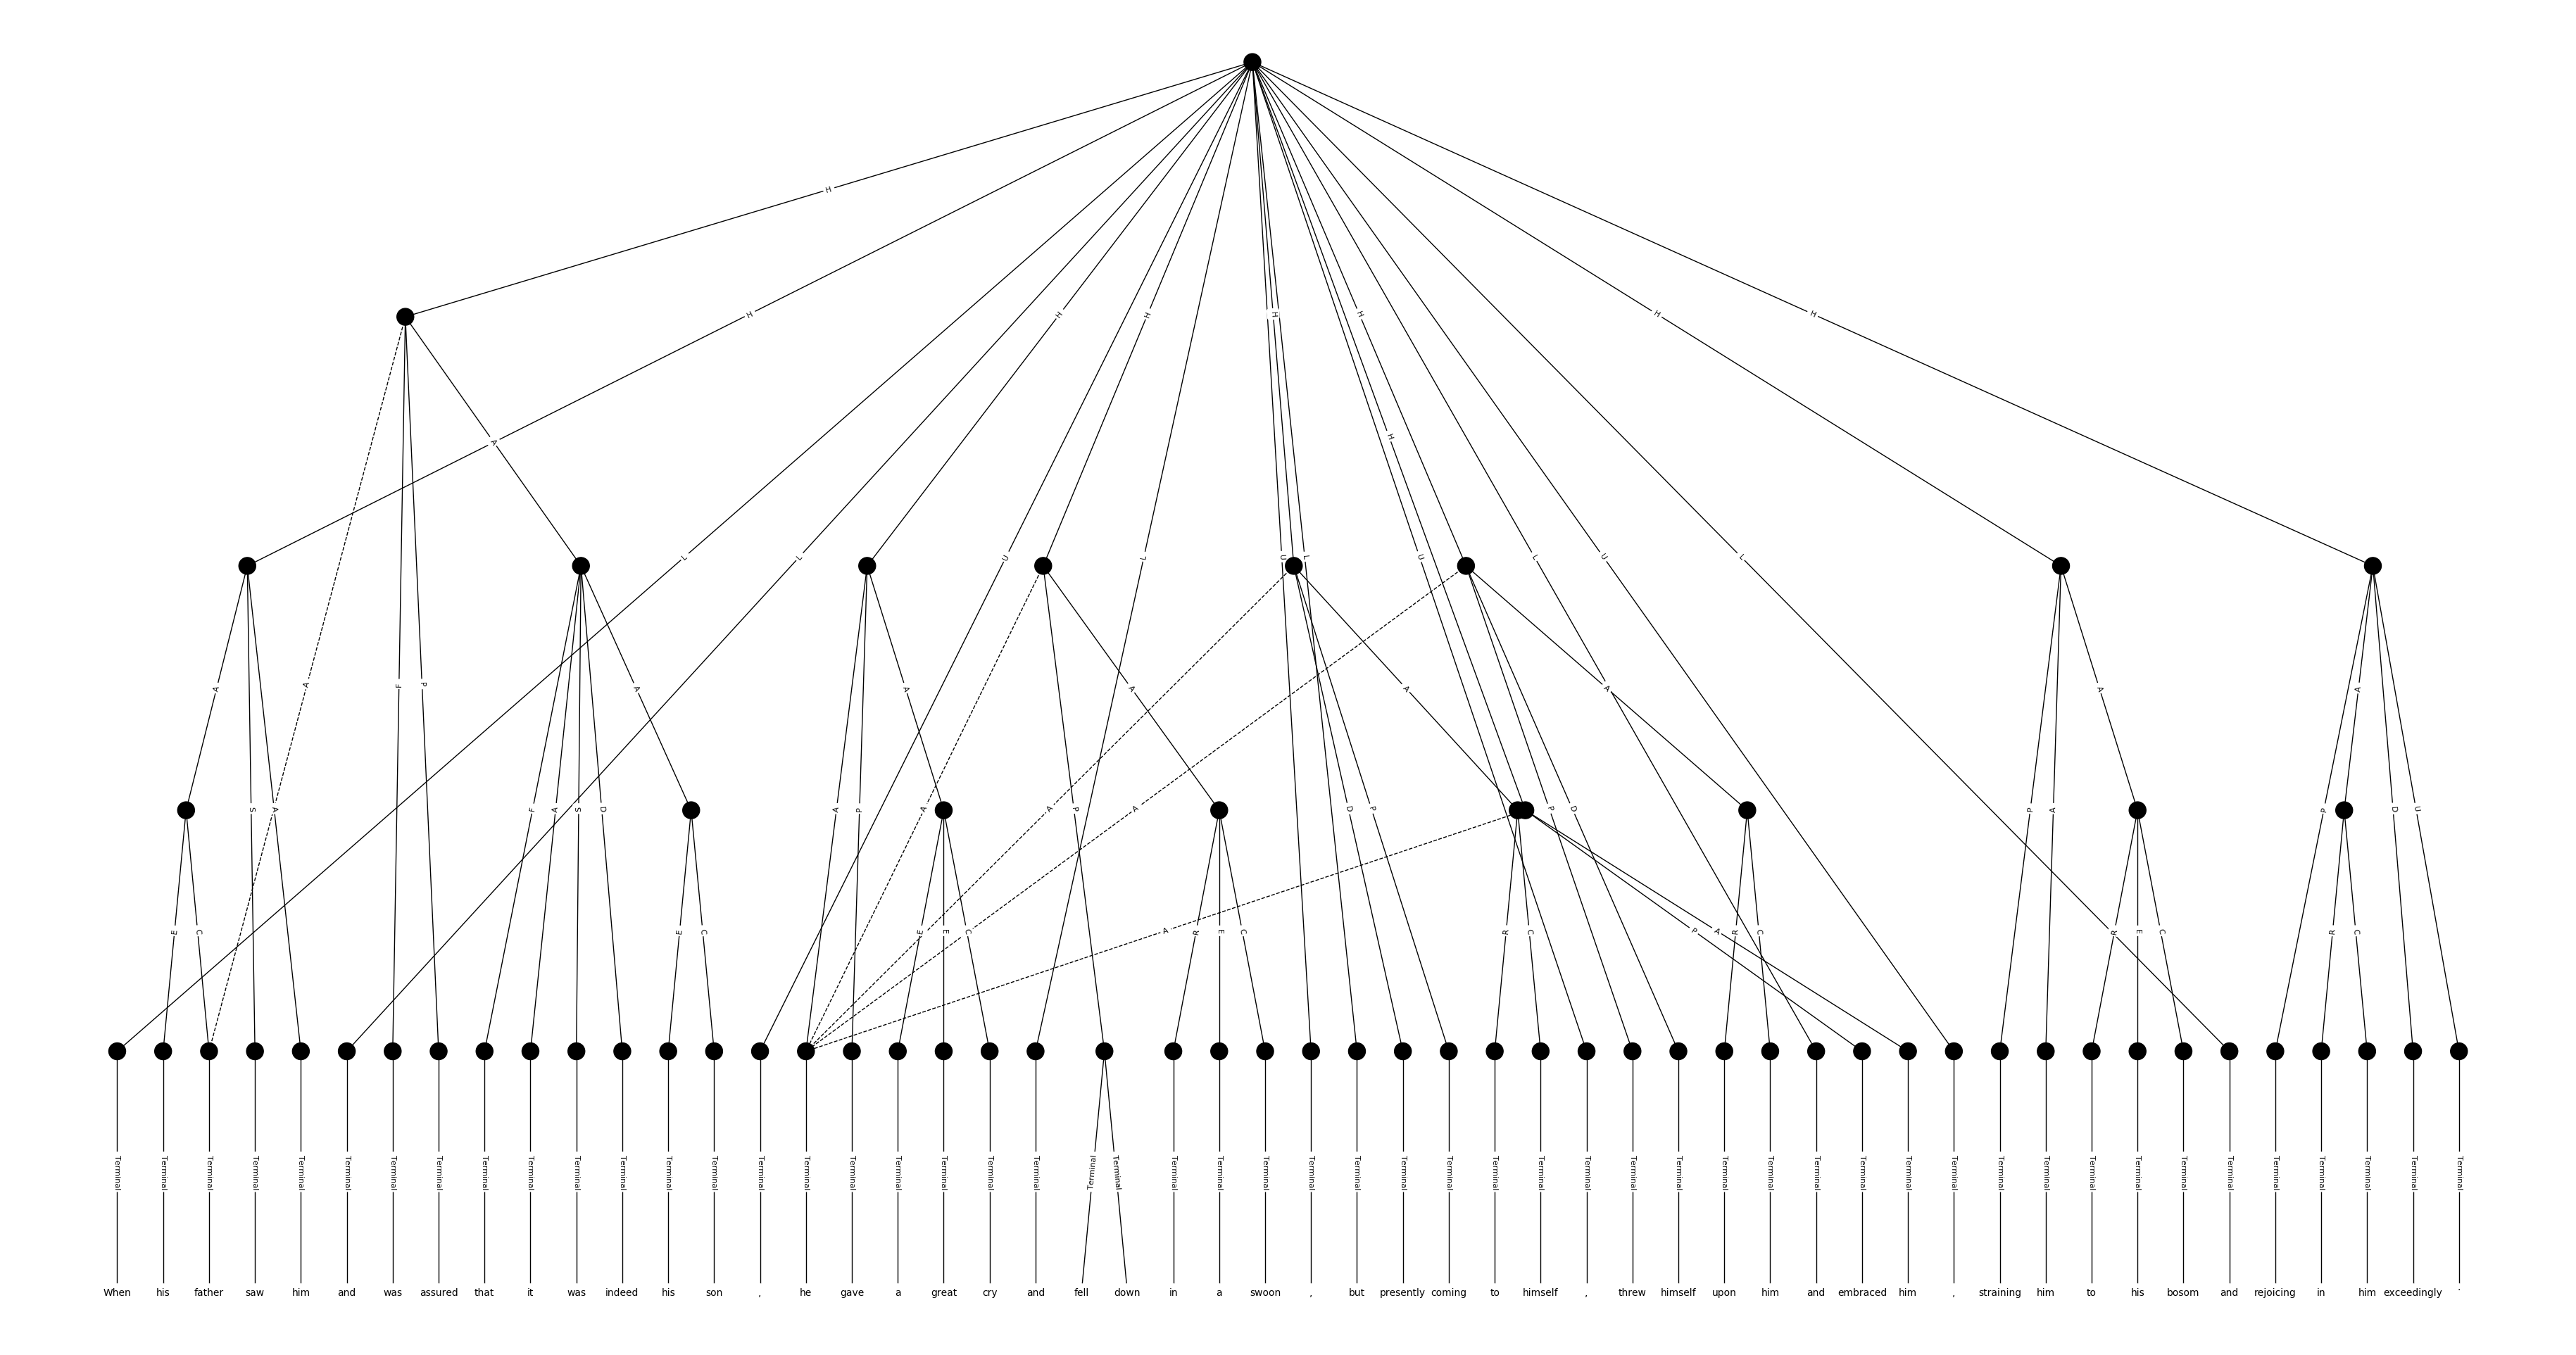 H
H
H
H
H
H
H
H
H
A
L
L
U
L
U
L
U
L
U
L
A
F
P
A
S
A
A
F
A
S
D
A
A
P
A
A
P
A
A
A
D
P
A
A
P
D
A
P
A
A
P
A
D
U
E
C
E
C
E
E
C
R
E
C
A
R
C
P
A
R
C
R
E
C
R
C
Terminal Terminal Terminal Terminal Terminal Terminal Terminal Terminal Terminal Terminal Terminal Terminal Terminal Terminal Terminal Terminal Terminal Terminal Terminal Terminal Terminal Terminal Terminal Terminal Terminal Terminal Terminal Terminal Terminal Terminal Terminal Terminal Terminal Terminal Terminal Terminal Terminal Terminal Terminal Terminal Terminal Terminal Terminal Terminal Terminal Terminal Terminal Terminal Terminal Terminal Terminal Terminal
When his father saw him and was assured that it was indeed his son , he gave a great cry and fell down in a swoon , but presently coming to himself , threw himself upon him and embraced him , straining him to his bosom and rejoicing in him exceedingly .